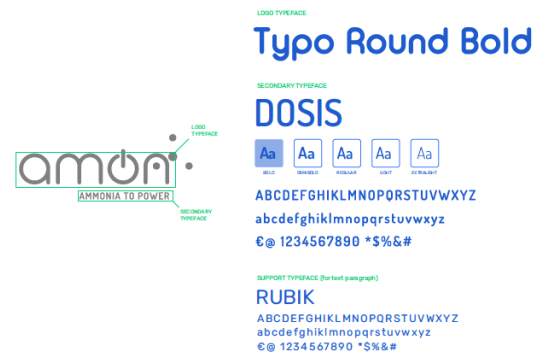 LOGO TYPEFACE
Typo Round Bold
SECONDARY TYPEFACE
DOSIS
Aa Aa Aa Aa Aa
BOLD SEMIBOLD REGULAR LIGHT EXTRALIGHT
ABCDEFGHIKLMNOPQRSTUVWXYZ
abcdefghiklmnopqrstuvwxyz
€@ 1234567890 *$%&#
SUPPORT TYPEFACE (for text paragraph)
RUBIK
ABCDEFGHIKLMNOPQRSTUVWXYZ
abcdefghiklmnopqrstuvwxyz
€@ 1234567890 *$%&#
LOGO
TYPEFACE
amon
AMMONIA TO POWER
SECONDARY
TYPEFACE